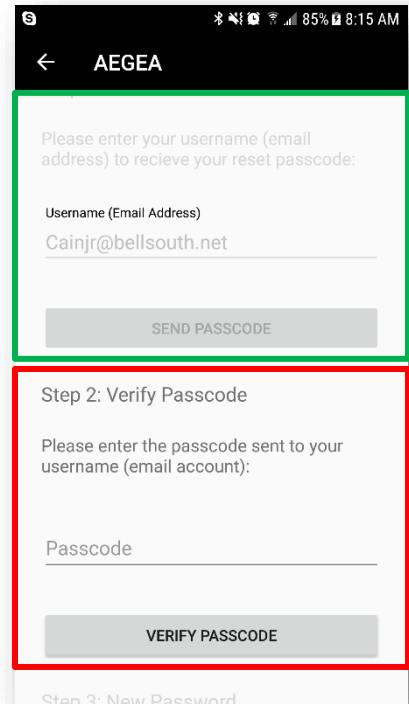 85% 8:15 AM
AEGEA
Please enter your username (email
address) to recieve your reset passcode:
Username (Email Address)
Cainjr@bellsouth.net
SEND PASSCODE
Step 2: Verify Passcode
Please enter the passcode sent to your
username (email account):
Passcode
VERIFY PASSCODE
Step 3: New Password